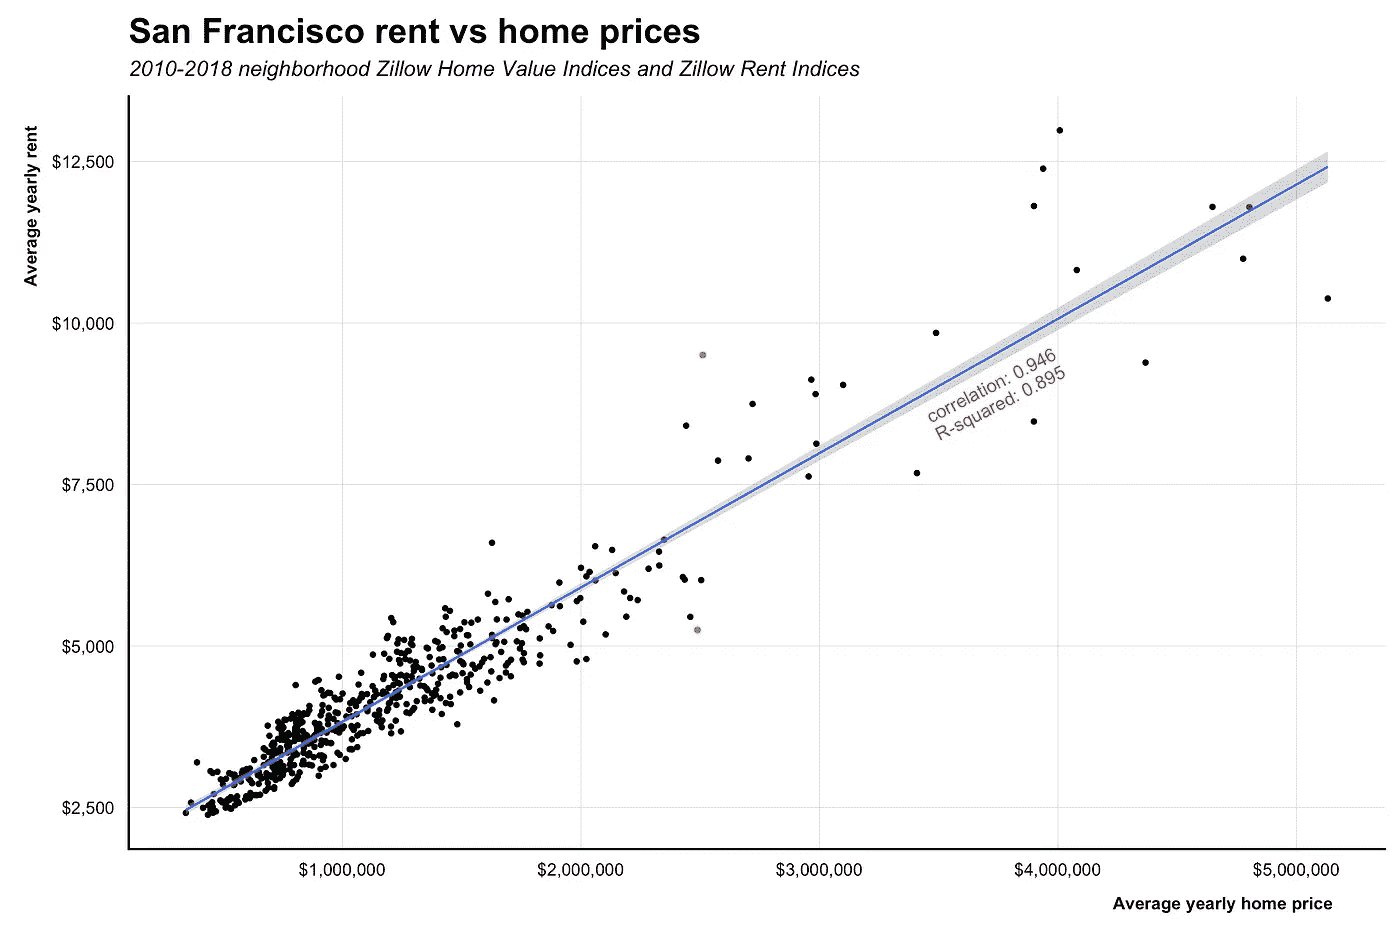 San Francisco rent vs home prices
2010-2018 neighborhood Zillow Home Value Indices and Zillow Rent Indices
Average yearly rent
$12,500
$10,000
$7,500
$5,000
$2,500
correlation: 0.946
R-squared: 0.895
$1,000,000
$2,000,000
$3,000,000
$4,000,000
$5,000,000
Average yearly home price